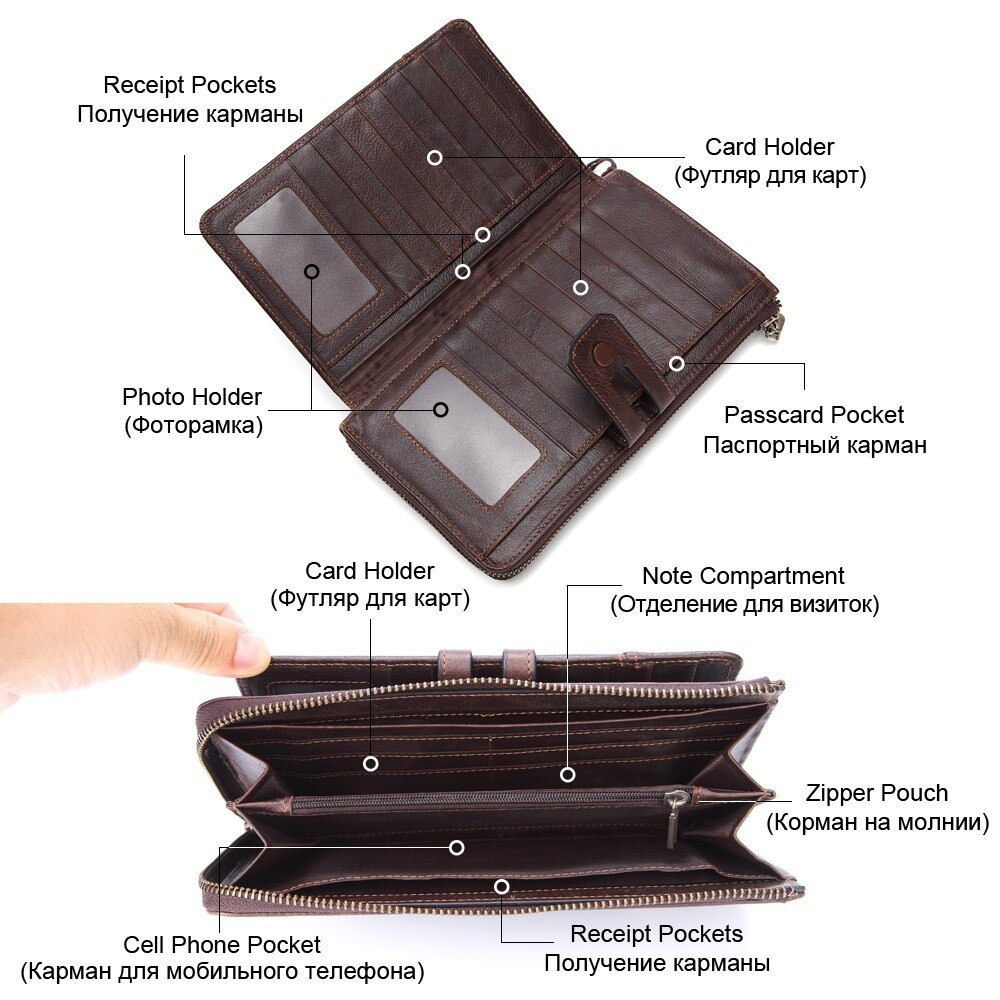 Receipt Pockets
Получение карманы
Card Holder
(Футляр для карт)
Photo Holder
(Фоторамка)
Passcard Pocket
Паспортный карман
Card Holder
(Футляр для карт)
Note Compartment
(Отделение для визиток)
Zipper Pouch
(Корман на молнии)
Cell Phone Pocket
(Карман для мобильного телефона)
Receipt Pockets
Получение карманы